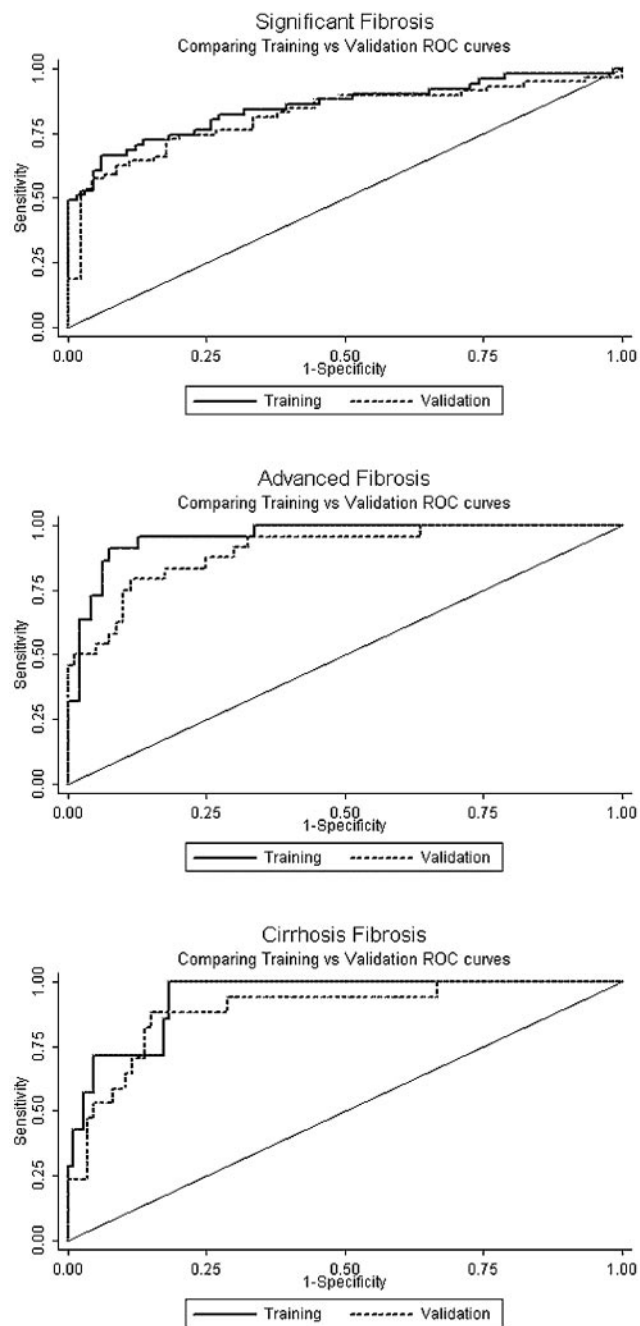 Significant Fibrosis
Comparing Training vs Validation ROC curves
Sensitivity
1.00
0.75
0.50
0.25
0.00
0.00 0.25 0.50 0.75 1.00
1-Specificity
Training Validation
Advanced Fibrosis
Comparing Training vs Validation ROC curves
Sensitivity
1.00
0.75
0.50
0.25
0.00
0.00 0.25 0.50 0.75 1.00
1-Specificity
Training Validation
Cirrhosis Fibrosis
Comparing Training vs Validation ROC curves
Sensitivity
1.00
0.75
0.50
0.25
0.00
0.00 0.25 0.50 0.75 1.00
1-Specificity
Training Validation